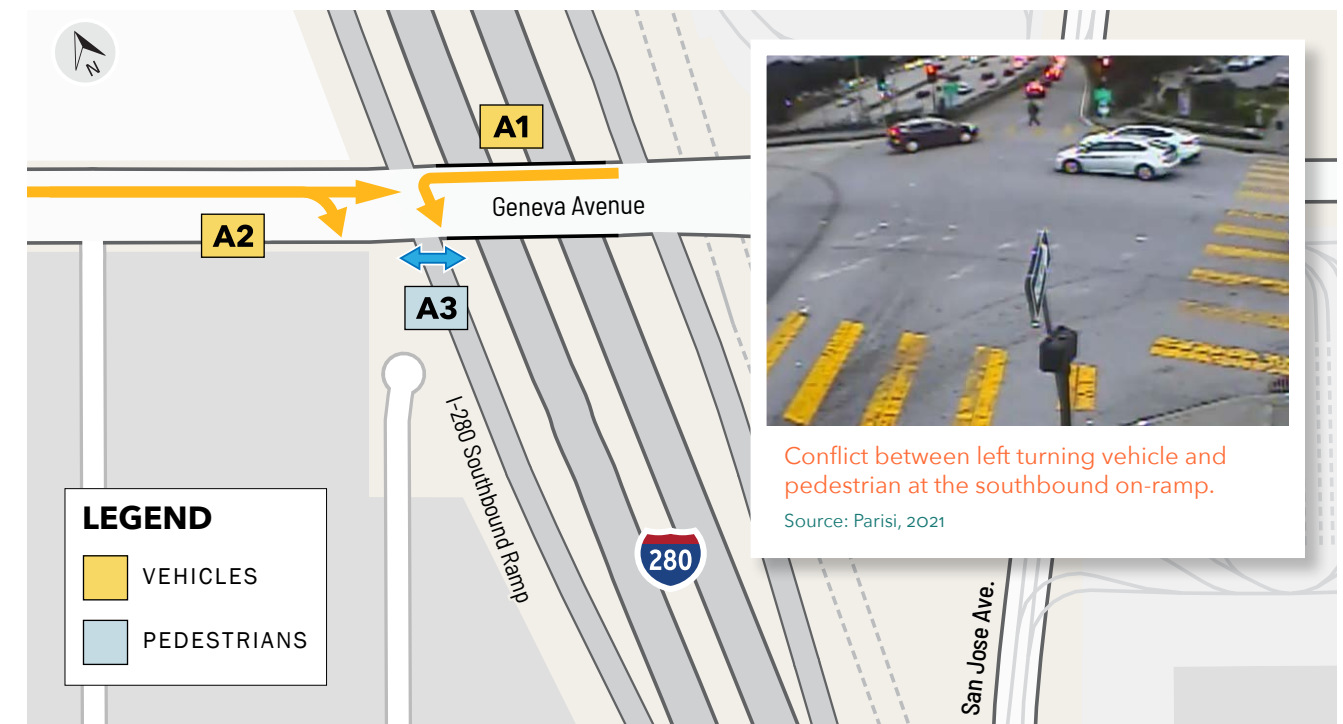 N
A1
Geneva Avenue
A2
A3
I-280 Southbound Ramp
280
San Jose Ave.
LEGEND
VEHICLES
PEDESTRIANS
Conflict between left turning vehicle and
pedestrian at the southbound on-ramp.
Source: Parisi, 2021